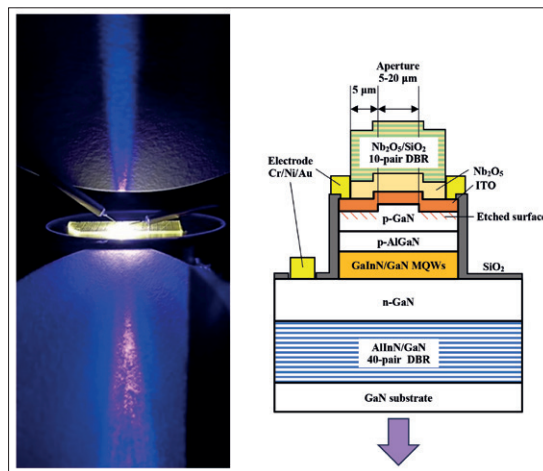 Aperture
5-20 μm
5 μm
Nb₂O₅/SiO₂
10-pair DBR
Electrode
Cr/Ni/Au
Nb₂O₅
ITO
p-GaN
Etched surface
p-AlGaN
GaInN/GaN MQWs
SiO₂
n-GaN
AlInN/GaN
40-pair DBR
GaN substrate